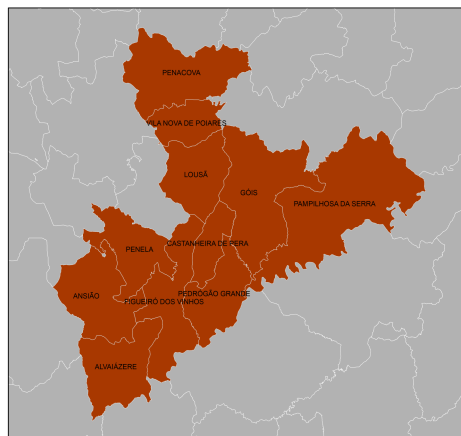 PENACOVA
VILA NOVA DE POIARES
LOUSÃ
GÓIS
PAMPILHOSA DA SERRA
CASTANHEIRA DE PERA
PENELA
PEDRÓGÃO GRANDE
ANSIÃO
FIGUEIRÓ DOS VINHOS
ALVAIÁZERE